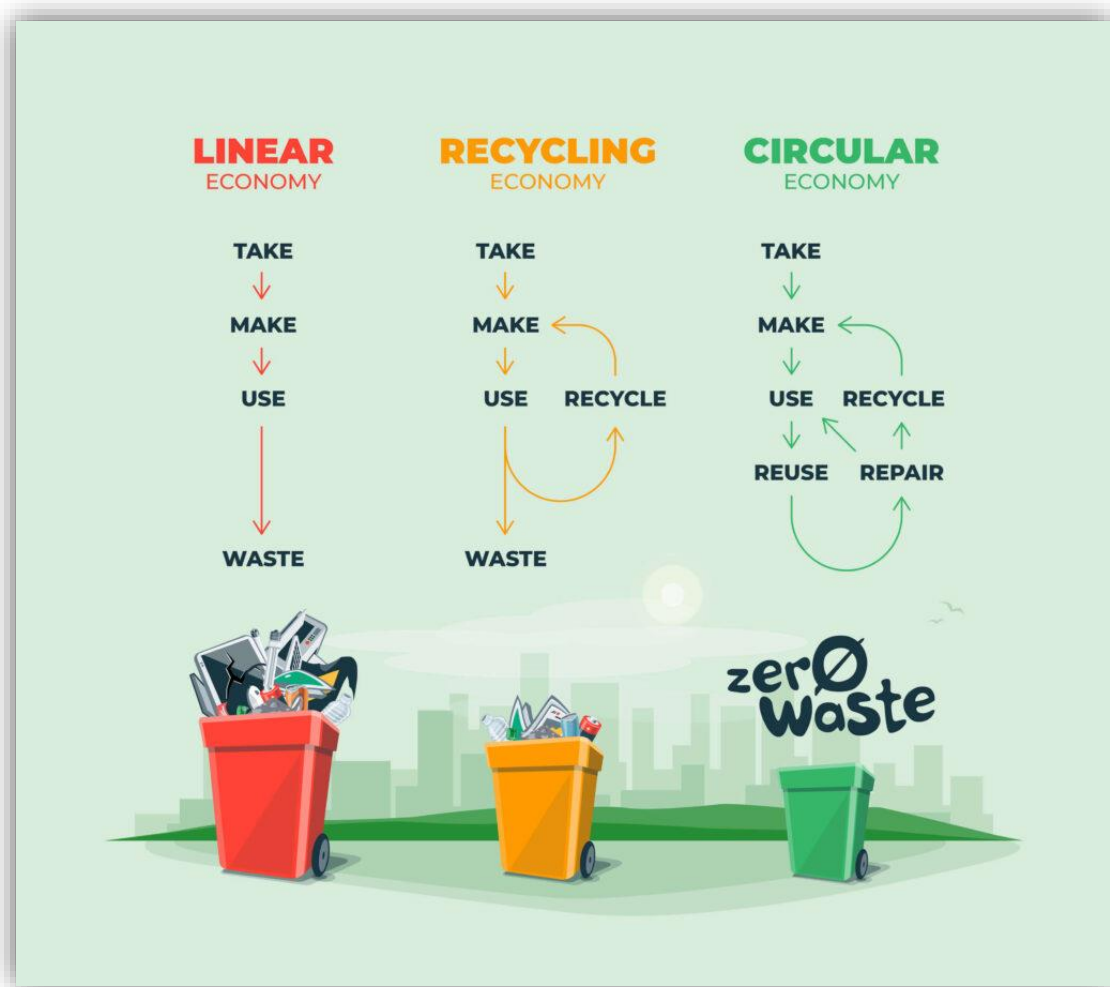 LINEAR
ECONOMY
TAKE
MAKE
USE
WASTE
RECYCLING
ECONOMY
TAKE
MAKE
USE RECYCLE
WASTE
CIRCULAR
ECONOMY
TAKE
MAKE
USE RECYCLE
REUSE REPAIR
zerØ
waste